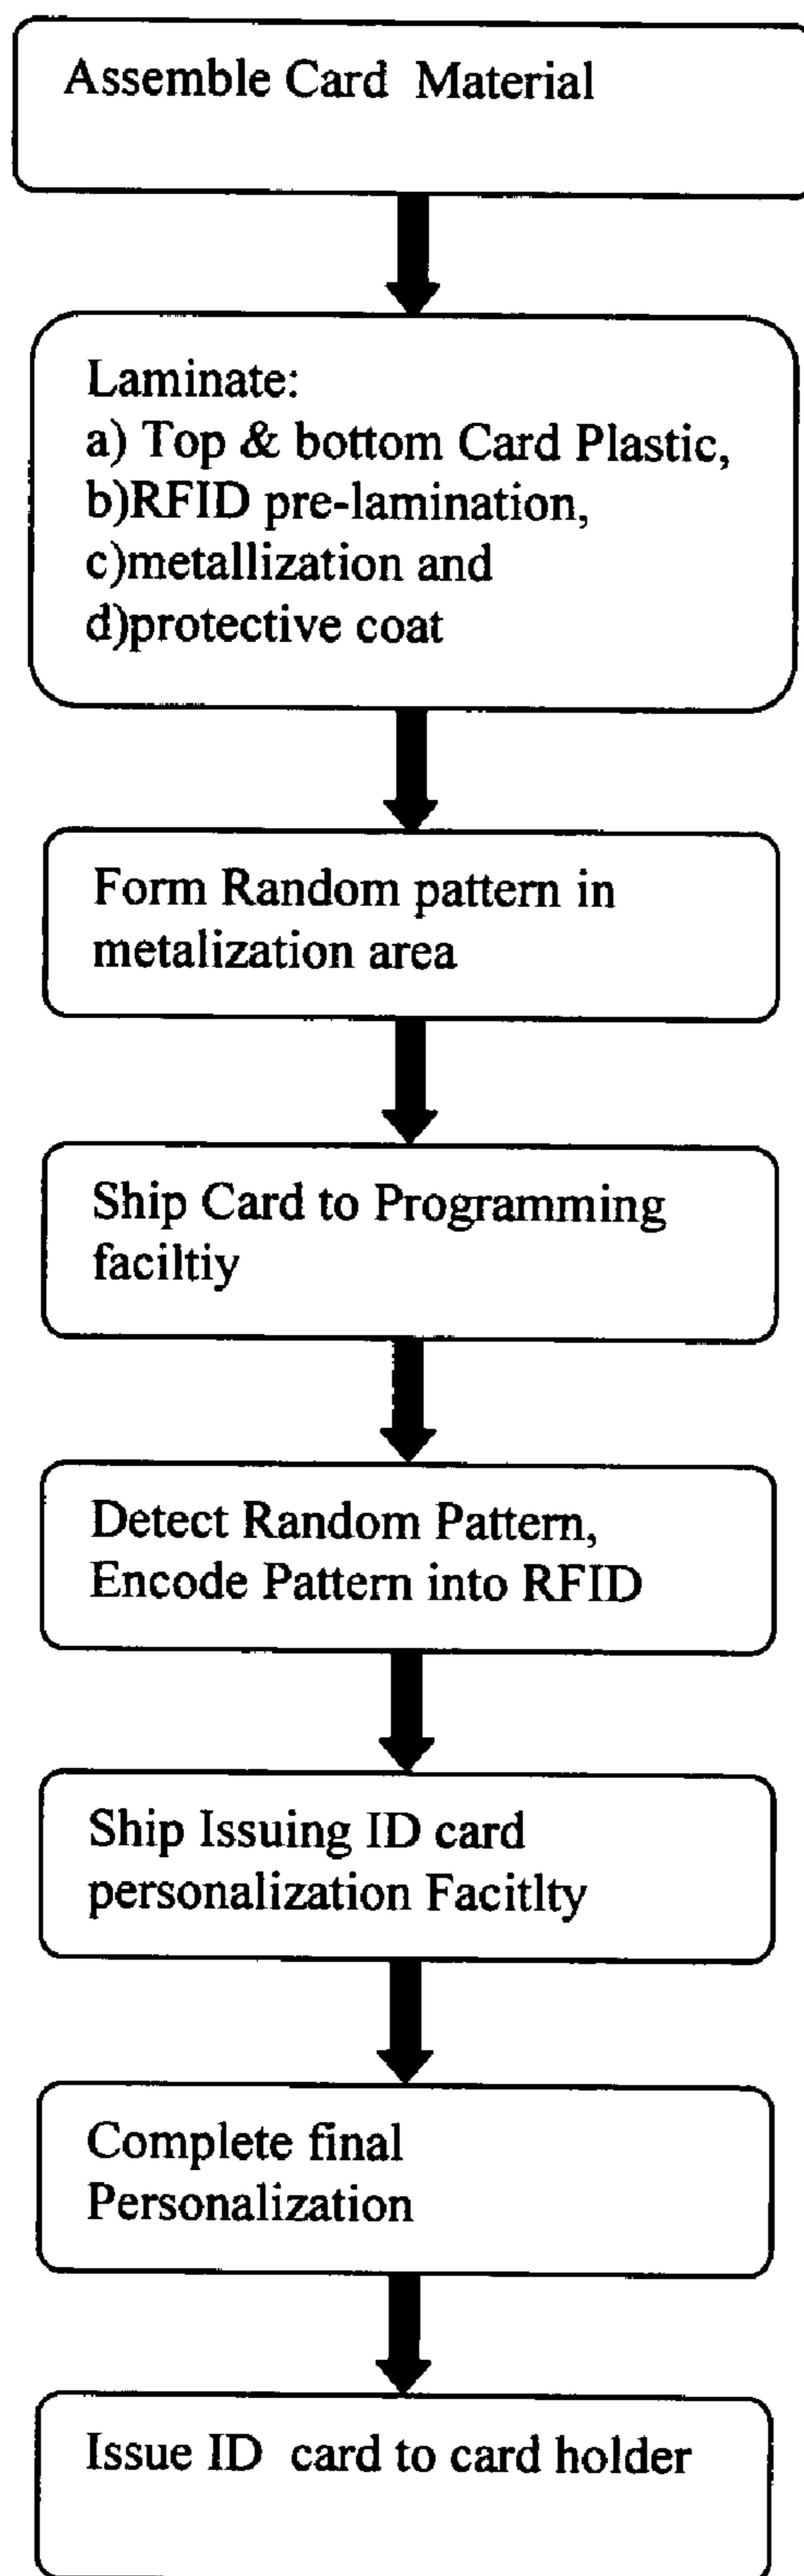 Assemble Card Material
Laminate:
a) Top & bottom Card Plastic,
b)RFID pre-lamination,
c)metallization and
d)protective coat
Form Random pattern in
metalization area
Ship Card to Programming
faciltiy
Detect Random Pattern,
Encode Pattern into RFID
Ship Issuing ID card
personalization Facitlty
Complete final
Personalization
Issue ID card to card holder